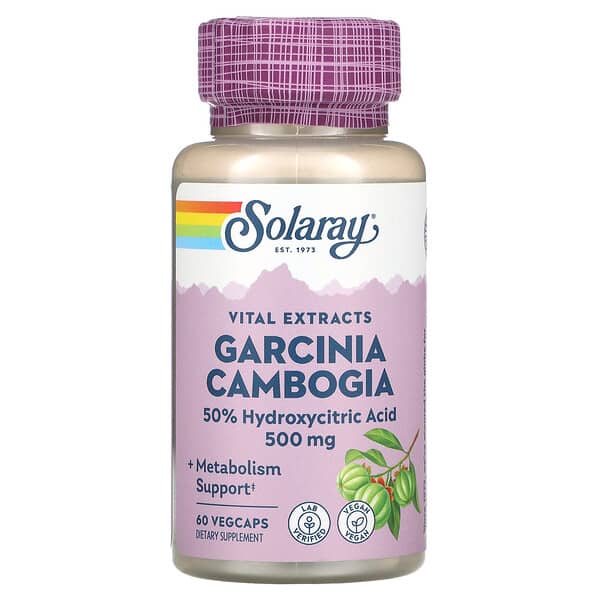 Solaray®
EST. 1973
VITAL EXTRACTS
GARCINIA
CAMBOGIA
50% Hydroxycitric Acid
500 mg
+ Metabolism
Support‡
60 VEGCAPS
DIETARY SUPPLEMENT
LAB
VERIFIED
VEGAN
VEGAN